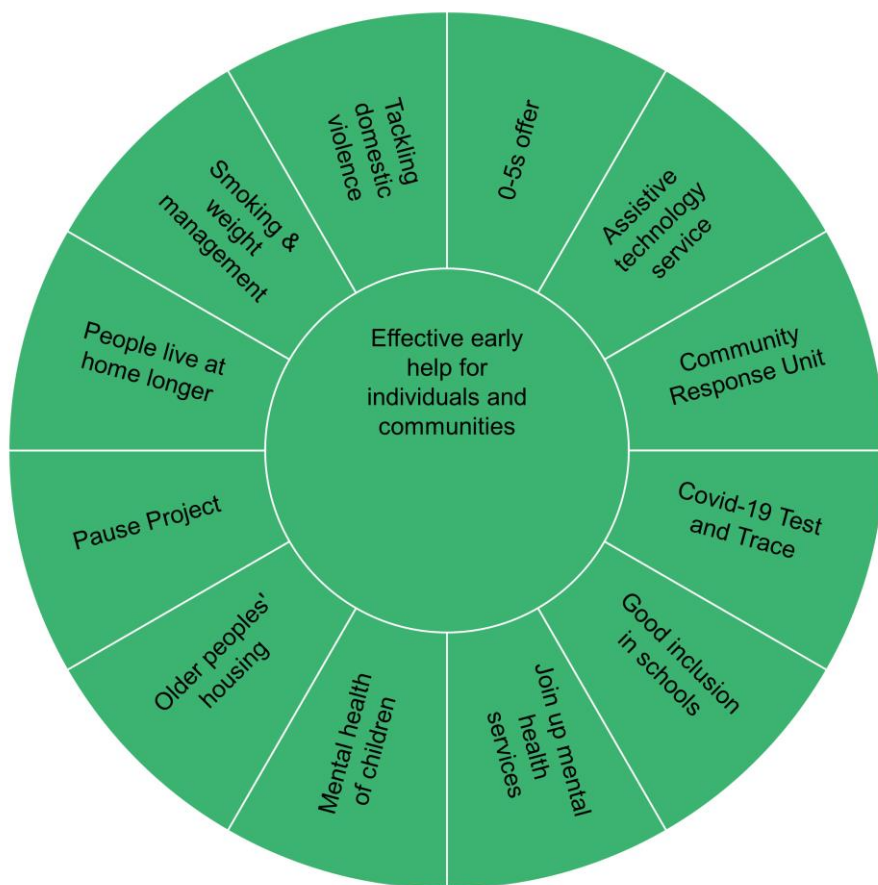 Effective early
help for
individuals and
communities
0-5s offer
Assistive
technology
service
Community
Response Unit
Covid-19 Test
and Trace
Good inclusion
in schools
Join up mental
health
services
Mental health
of children
Older peoples'
housing
Pause Project
People live at
home longer
Smoking &
weight
management
Tackling
domestic
violence